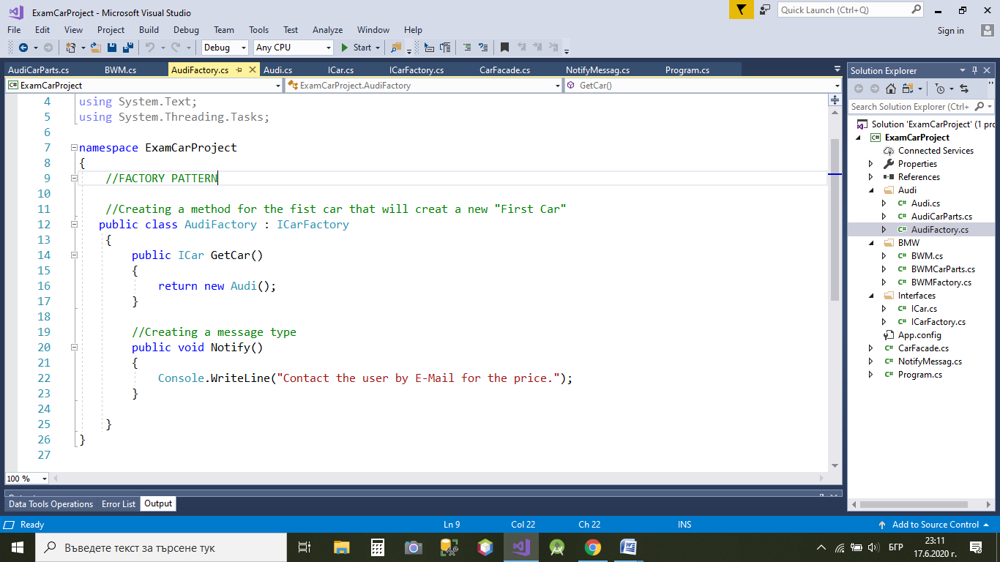 ExamCarProject - Microsoft Visual Studio
Quick Launch (Ctrl+Q)
File Edit View Project Build Debug Team Tools Test Analyze Window Help
Sign in
Debug Any CPU Start
AudiCarParts.cs BWM.cs AudiFactory.cs Audi.cs ICar.cs ICarFactory.cs CarFacade.cs NotifyMessag.cs Program.cs
ExamCarProject ExamCarProject.AudiFactory GetCar()
4 using System.Text;
5 using System.Threading.Tasks;
6
7 namespace ExamCarProject
8 {
9 //FACTORY PATTERN
10
11 //Creating a method for the fist car that will creat a new "First Car"
12 public class AudiFactory : ICarFactory
13 {
14 public ICar GetCar()
15 {
16 return new Audi();
17 }
18
19 //Creating a message type
20 public void Notify()
21 {
22 Console.WriteLine("Contact the user by E-Mail for the price.");
23 }
24
25 }
26 }
27
100 %
Solution Explorer
Search Solution Explorer (Ctrl+
Solution 'ExamCarProject' (1 pro
C# ExamCarProject
Connected Services
Properties
References
Audi
C# Audi.cs
C# AudiCarParts.cs
C# AudiFactory.cs
BMW
C# BWM.cs
C# BWMCarParts.cs
C# BWMFactory.cs
Interfaces
C# ICar.cs
C# ICarFactory.cs
App.config
C# CarFacade.cs
C# NotifyMessag.cs
C# Program.cs
Data Tools Operations Error List Output
Ready Ln 9 Col 22 Ch 22 INS Add to Source Control
Въведете текст за търсене тук
БГР
23:11
17.6.2020 г.